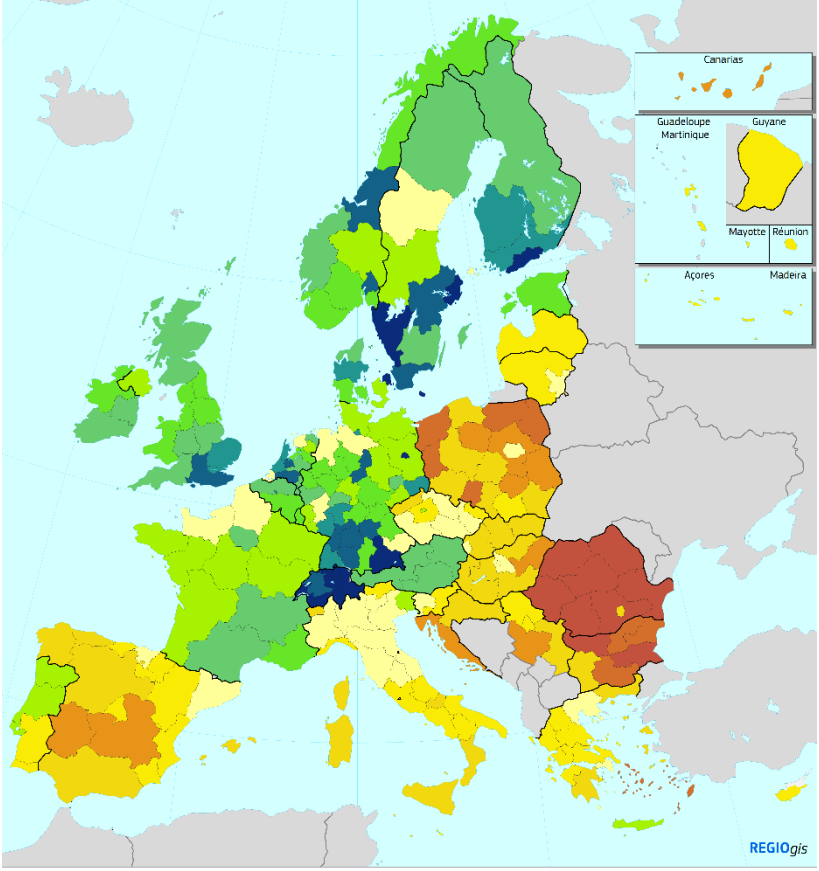 Canarias
Guadeloupe
Martinique
Guyane
Mayotte
Réunion
Açores
Madeira
REGIOgis